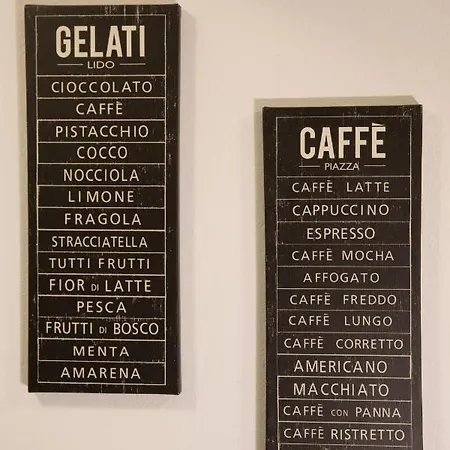 GELATI
LIDO
CIOCCOLATO
CAFFÈ
PISTACCHIO
COCCO
NOCCIOLA
LIMONE
FRAGOLA
STRACCIATELLA
TUTTI FRUTTI
FIOR DI LATTE
PESCA
FRUTTI DI BOSCO
MENTA
AMARENA
CAFFÈ
PIAZZA
CAFFÈ LATTE
CAPPUCCINO
ESPRESSO
CAFFÈ MOCHA
AFFOGATO
CAFFÈ FREDDO
CAFFÈ LUNGO
CAFFÈ CORRETTO
AMERICANO
MACCHIATO
CAFFÈ CON PANNA
CAFFÈ RISTRETTO